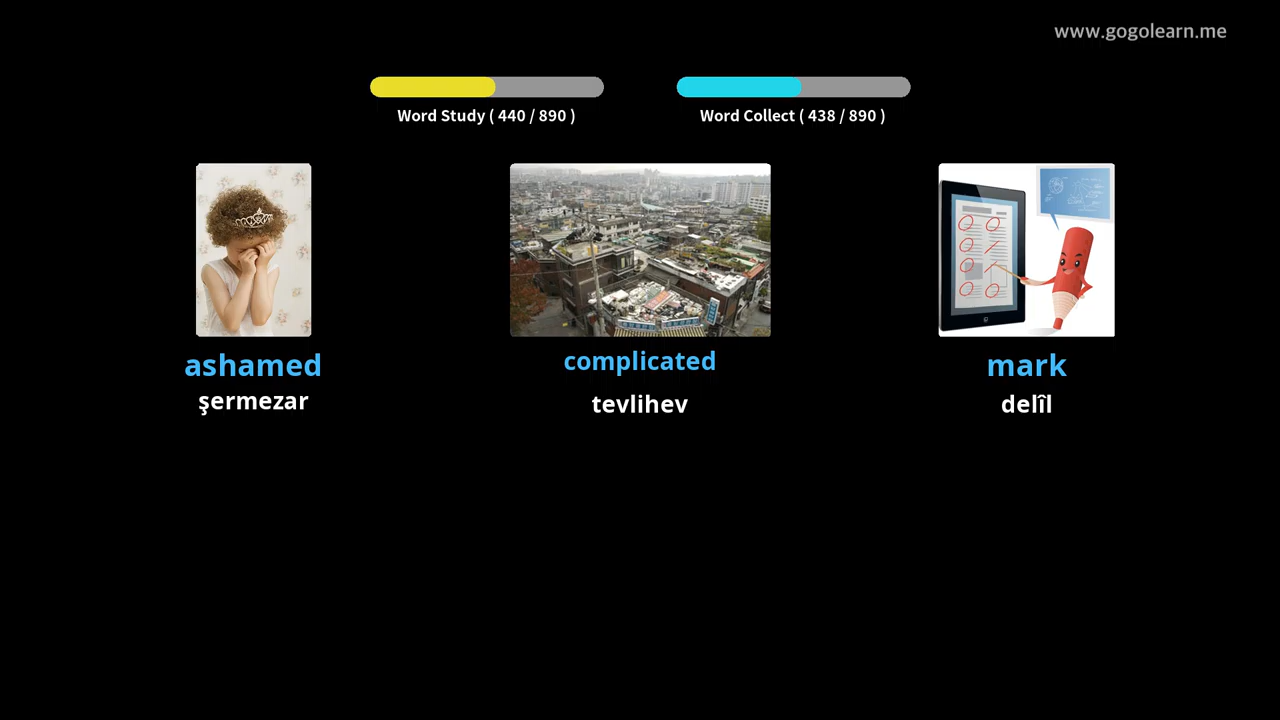 www.gogolearn.me
Word Study ( 440 / 890 )
Word Collect ( 438 / 890 )
ashamed
complicated
mark
şermezar
tevlihev
delîl